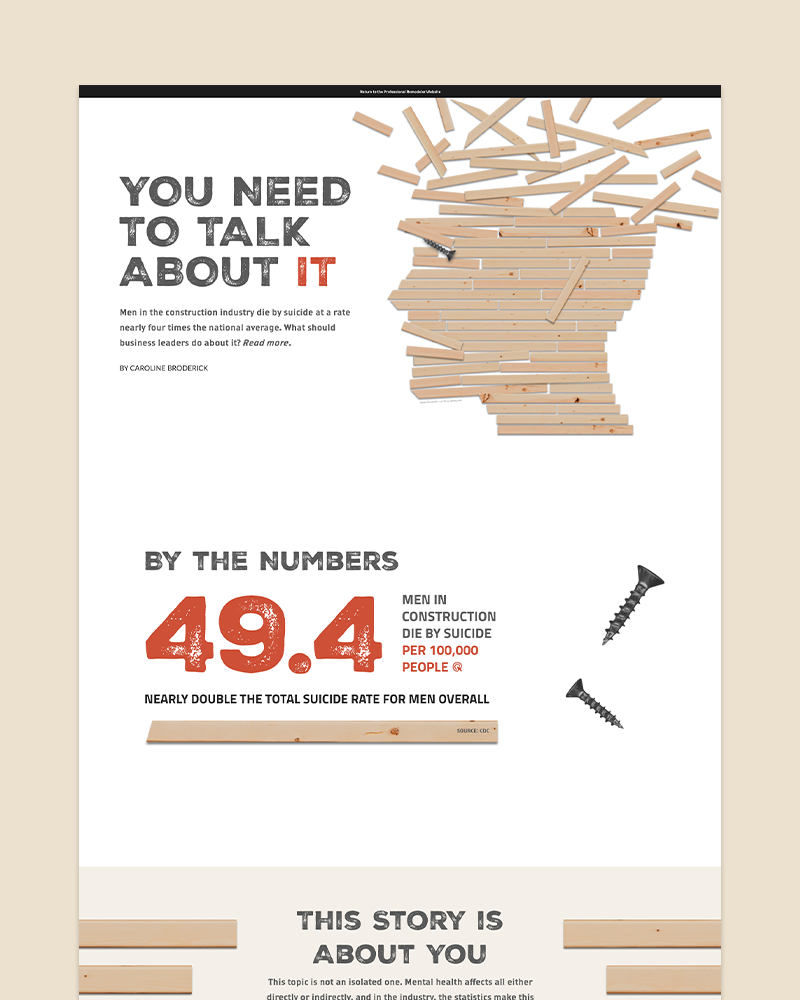 Return to the Professional Remodeler Website
YOU NEED
TO TALK
ABOUT IT
Men in the construction industry die by suicide at a rate
nearly four times the national average. What should
business leaders do about it? Read more.
BY CAROLINE BRODERICK
BY THE NUMBERS
49.4
MEN IN
CONSTRUCTION
DIE BY SUICIDE
PER 100,000
PEOPLE
NEARLY DOUBLE THE TOTAL SUICIDE RATE FOR MEN OVERALL
SOURCE: CDC
THIS STORY IS
ABOUT YOU
This topic is not an isolated one. Mental health affects all either
directly or indirectly, and in the industry, the statistics make this